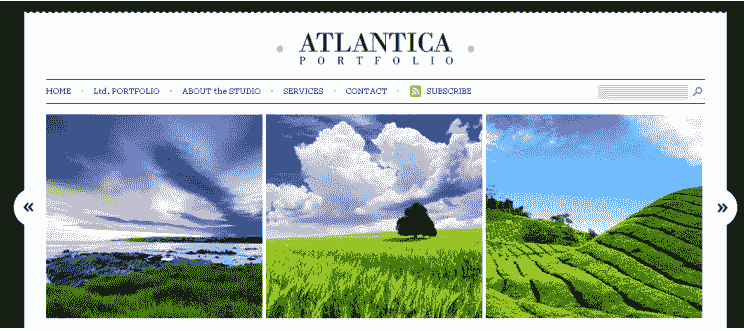 ATLANTICA
PORTFOLIO
HOME · Ltd. PORTFOLIO · ABOUT the STUDIO · SERVICES · CONTACT · SUBSCRIBE
« »